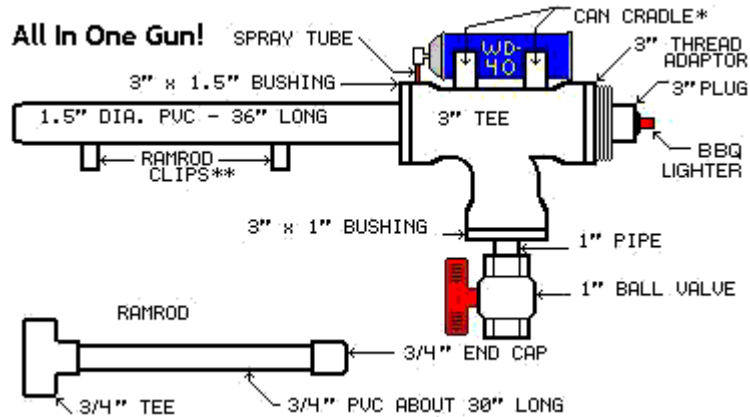 All In One Gun!
SPRAY TUBE
CAN CRADLE*
WD-
40
3" THREAD
ADAPTOR
3" x 1.5" BUSHING
3" PLUG
1.5" DIA. PVC - 36" LONG
3" TEE
RAMROD
CLIPS**
BBQ
LIGHTER
3" x 1" BUSHING
1" PIPE
1" BALL VALVE
RAMROD
3/4" END CAP
3/4" TEE
3/4" PVC ABOUT 30" LONG